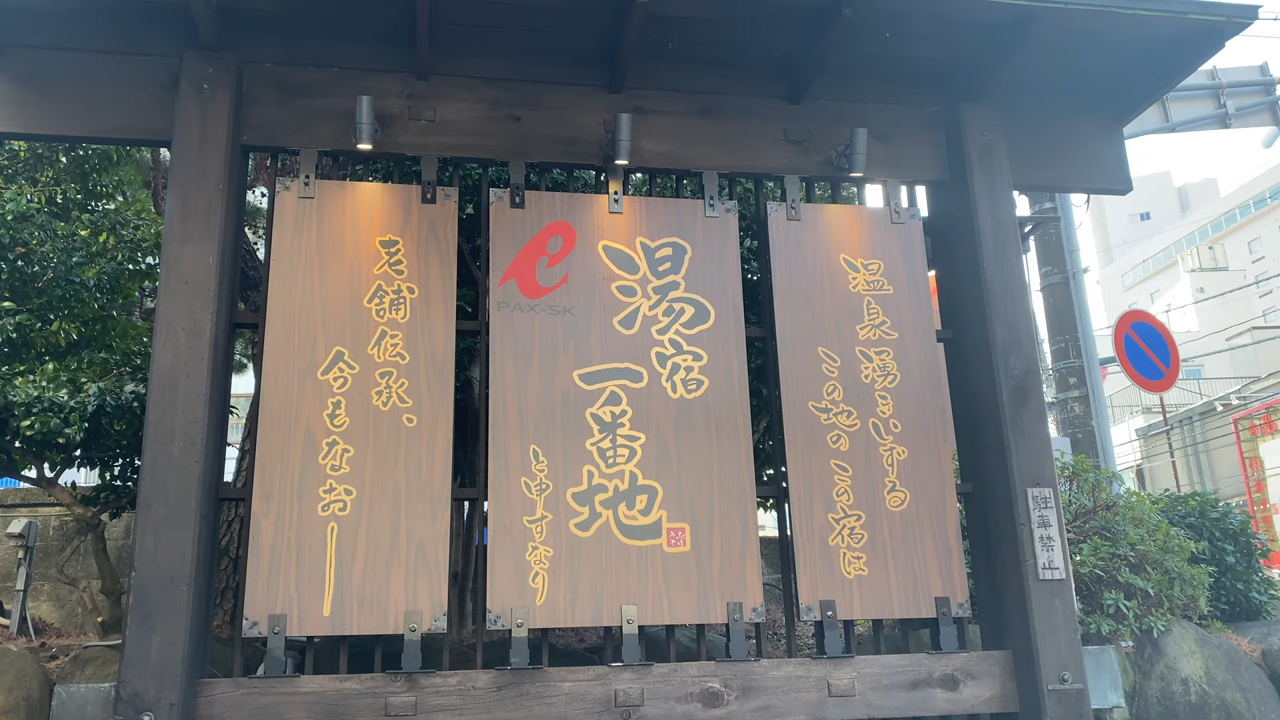 温泉湧きいずる
この地の この宿は
PAX-SK
湯宿
一番地
と申すなり
老舗伝承、
今もなおー
駐車禁止